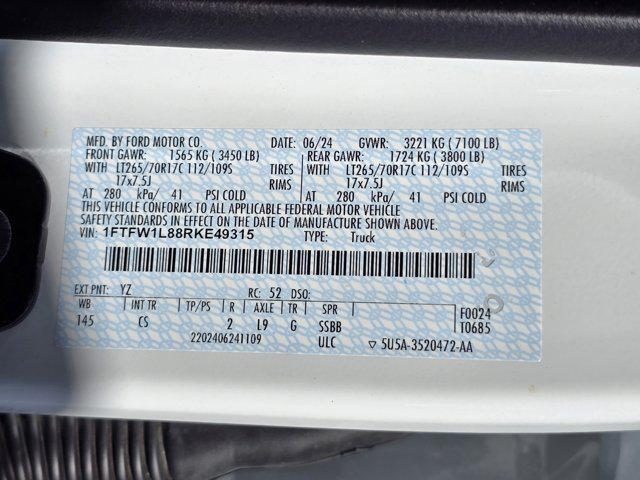 MFD. BY FORD MOTOR CO. DATE: 06/24 GVWR: 3221 KG ( 7100 LB)
FRONT GAWR: 1565 KG ( 3450 LB) REAR GAWR: 1724 KG ( 3800 LB)
WITH LT265/70R17C 112/109S TIRES WITH LT265/70R17C 112/109S TIRES
17x7.5J RIMS 17x7.5J RIMS
AT 280 kPa/ 41 PSI COLD AT 280 kPa/ 41 PSI COLD
THIS VEHICLE CONFORMS TO ALL APPLICABLE FEDERAL MOTOR VEHICLE
SAFETY STANDARDS IN EFFECT ON THE DATE OF MANUFACTURE SHOWN ABOVE.
VIN: 1FTFW1L88RKE49315 TYPE: Truck
EXT PNT: YZ RC: 52 DSO:
WB INT TR TP/PS R AXLE TR SPR F0024
145 CS 2 L9 G SSBB T0685
2202406241109 ULC ▽ 5U5A-3520472-AA